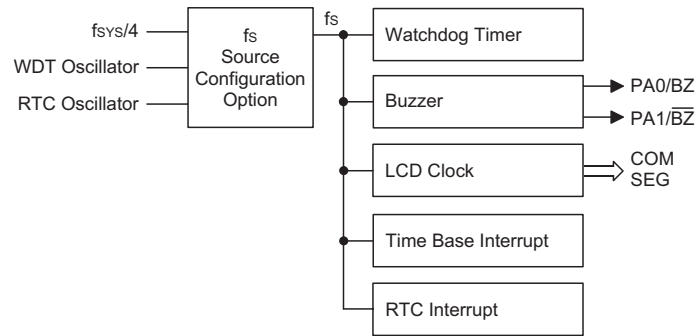 fSYS/4
WDT Oscillator
RTC Oscillator
fS
Source
Configuration
Option
fS
Watchdog Timer
Buzzer
PA0/BZ
PA1/B̅Z̅
LCD Clock
COM
SEG
Time Base Interrupt
RTC Interrupt